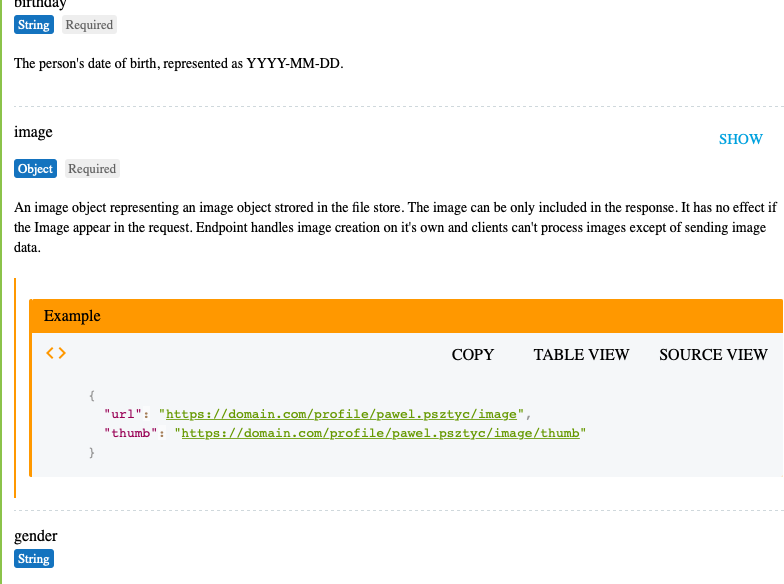 birthday
String Required
The person's date of birth, represented as YYYY-MM-DD.
image
SHOW
Object Required
An image object representing an image object strored in the file store. The image can be only included in the response. It has no effect if
the Image appear in the request. Endpoint handles image creation on it's own and clients can't process images except of sending image
data.
Example
<> COPY TABLE VIEW SOURCE VIEW
{
"url": "https://domain.com/profile/pawel.psztyc/image",
"thumb": "https://domain.com/profile/pawel.psztyc/image/thumb"
}
gender
String